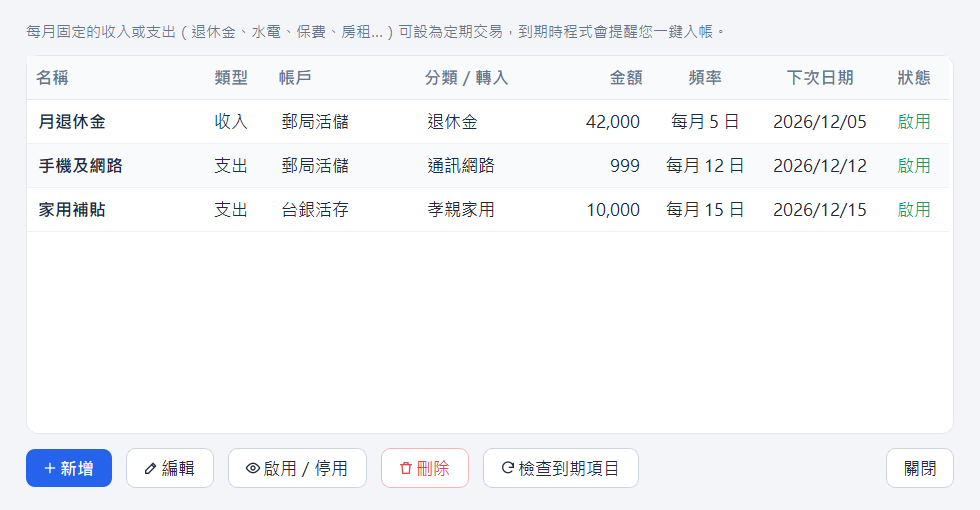 每月固定的收入或支出（退休金、水電、保費、房租...）可設為定期交易，到期時程式會提醒您一鍵入帳。
名稱 類型 帳戶 分類 / 轉入 金額 頻率 下次日期 狀態
月退休金 收入 郵局活儲 退休金 42,000 每月 5 日 2026/12/05 啟用
手機及網路 支出 郵局活儲 通訊網路 999 每月 12 日 2026/12/12 啟用
家用補貼 支出 台銀活存 孝親家用 10,000 每月 15 日 2026/12/15 啟用
新增 編輯 啟用 / 停用 刪除 檢查到期項目 關閉